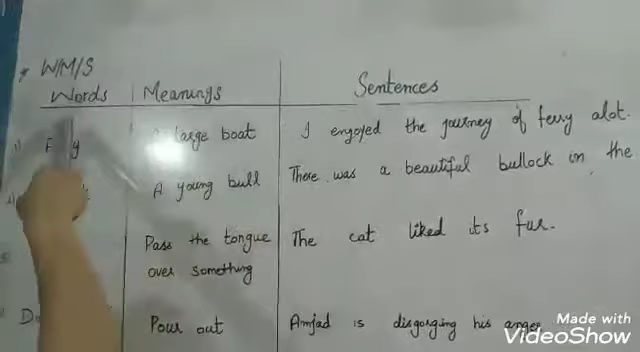 * W/M/S
Words Meanings Sentences
large boat I enjoyed the journey of ferry alot.
A young bull There was a beautiful bullock in the
Pass the tongue The cat liked its fur.
over something
Pour out Amjad is disgorging his anger
Made with
VideoShow